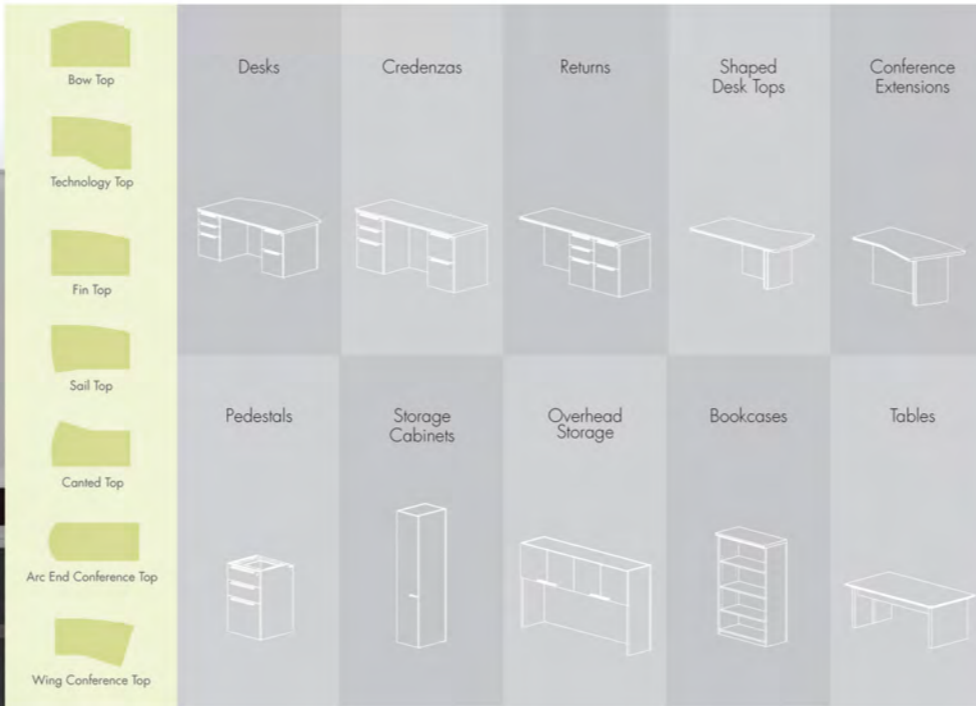 Bow Top
Technology Top
Fin Top
Sail Top
Canted Top
Arc End Conference Top
Wing Conference Top
Desks
Credenzas
Returns
Shaped
Desk Tops
Conference
Extensions
Pedestals
Storage
Cabinets
Overhead
Storage
Bookcases
Tables